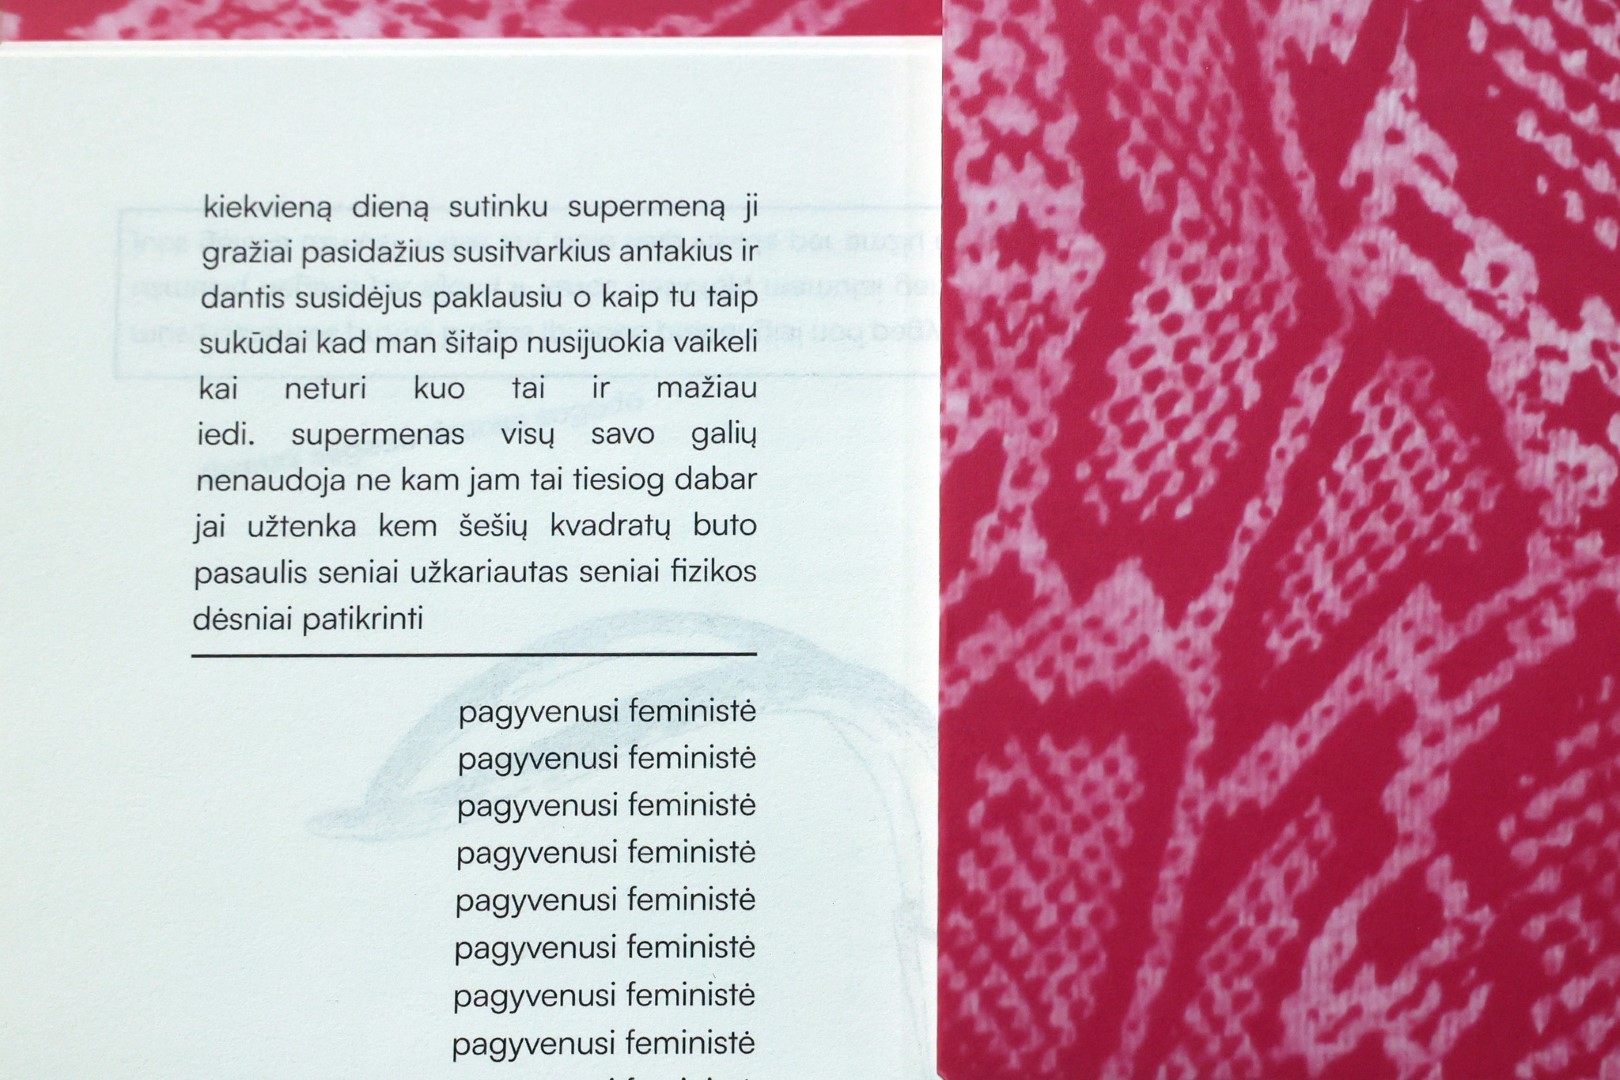 kiekvieną dieną sutinku supermeną ji
gražiai pasidažius susitvarkius antakius ir
dantis susidėjus paklausiu o kaip tu taip
sukūdai kad man šitaip nusijuokia vaikeli
kai neturi kuo tai ir mažiau
iedi. supermenas visų savo galių
nenaudoja ne kam jam tai tiesiog dabar
jai užtenka kem šešių kvadratų buto
pasaulis seniai užkariautas seniai fizikos
dėsniai patikrinti
pagyvenusi feministė
pagyvenusi feministė
pagyvenusi feministė
pagyvenusi feministė
pagyvenusi feministė
pagyvenusi feministė
pagyvenusi feministė
pagyvenusi feministė